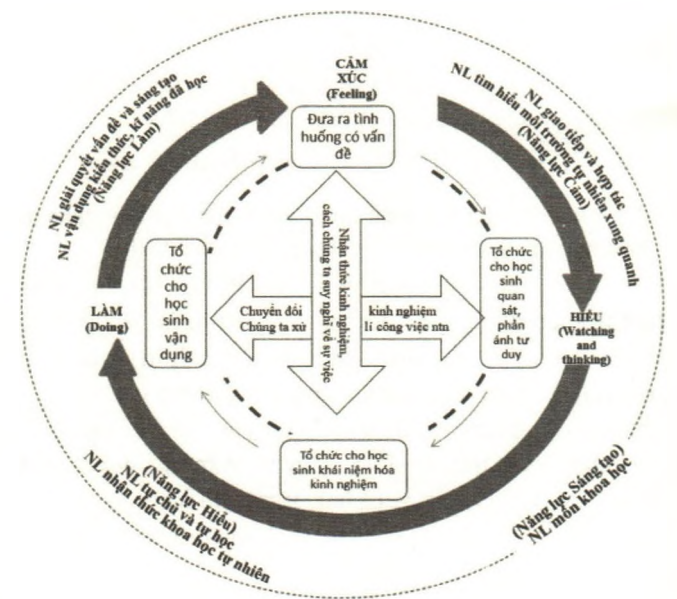 CẢM
XÚC
(Feeling)
Đưa ra tình
huống có vấn
đề
NL giải quyết vấn đề và sáng tạo
NL vận dụng kiến thức, kĩ năng đã học
(Năng lực Làm)
NL giao tiếp và hợp tác
NL tìm hiểu môi trường tự nhiên xung quanh
(Năng lực Cảm)
Tổ
chức
cho
học
sinh
vận
dụng
LÀM
(Doing)
Nhận thức kinh nghiệm,
cách chúng ta suy nghĩ về sự việc
Chuyển đổi
Chúng ta xử
kinh nghiệm
lí công việc ntn
Tổ chức
cho học
sinh
quan
sát,
phản
ánh tư
duy
HIỂU
(Watching
and
thinking)
Tổ chức cho học
sinh khái niệm hóa
kinh nghiệm
(Năng lực Hiểu)
NL tự chủ và tự học
NL nhận thức khoa học tự nhiên
(Năng lực Sáng tạo)
NL môn khoa học